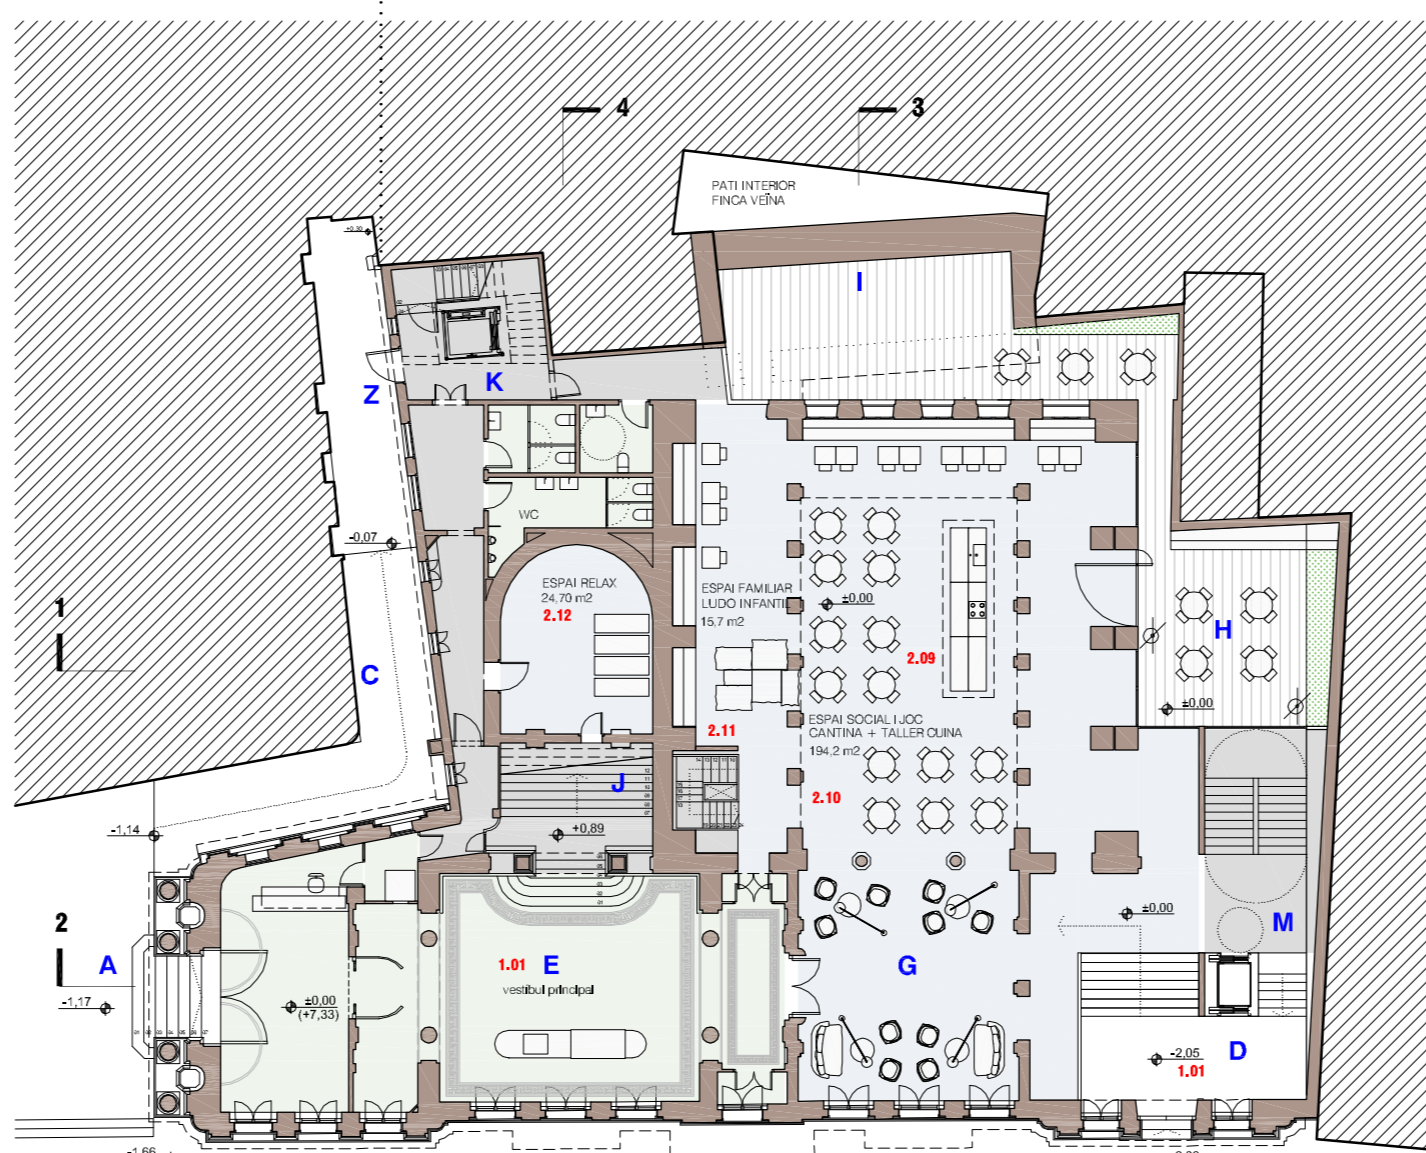 4
3
PATI INTERIOR
FINCA VEÏNA
+0.30
I
Z
K
WC
-0,07
ESPAI RELAX
24,70 m2
2.12
ESPAI FAMILIAR
LUDO INFANTIL
15,7 m2
±0,00
1
H
2.09
C
±0,00
2.11
ESPAI SOCIAL I JOC
CANTINA + TALLER CUINA
194,2 m2
J
2.10
-1,14
+0,89
±0,00
M
2
A
1.01
E
G
vestíbul principal
-1,17
±0,00
(+7,33)
-2,05
D
1.01
-1,66